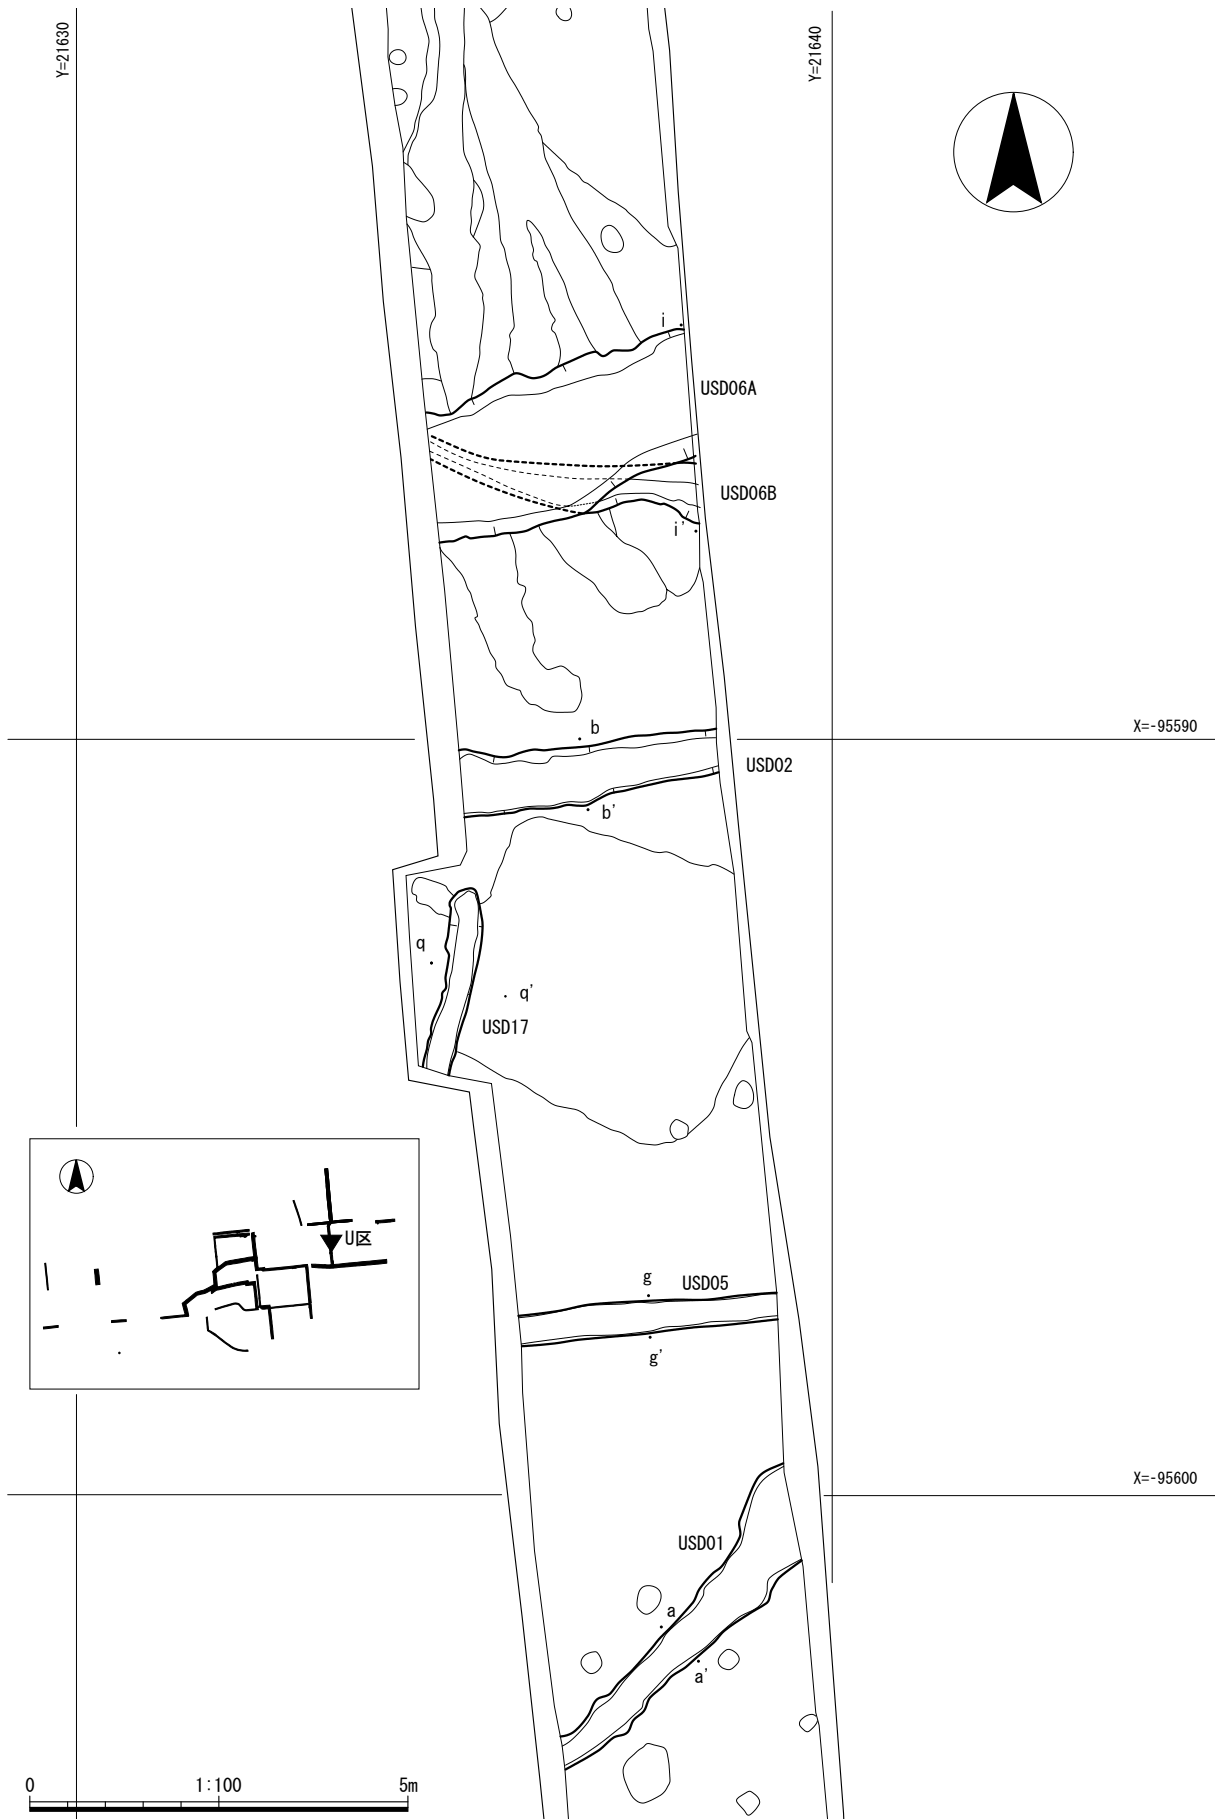 Y=21630
Y=21640
i
USD06A
USD06B
i'
X=-95590
b
USD02
b'
q
q'
USD17
U区
g
USD05
g'
X=-95600
USD01
a
a'
0 1:100 5m